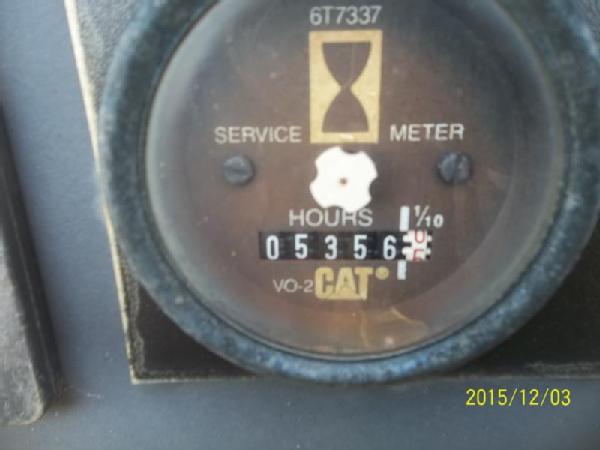 6T7337
SERVICE METER
HOURS 1/10
05356
VO-2 CAT®
2015/12/03